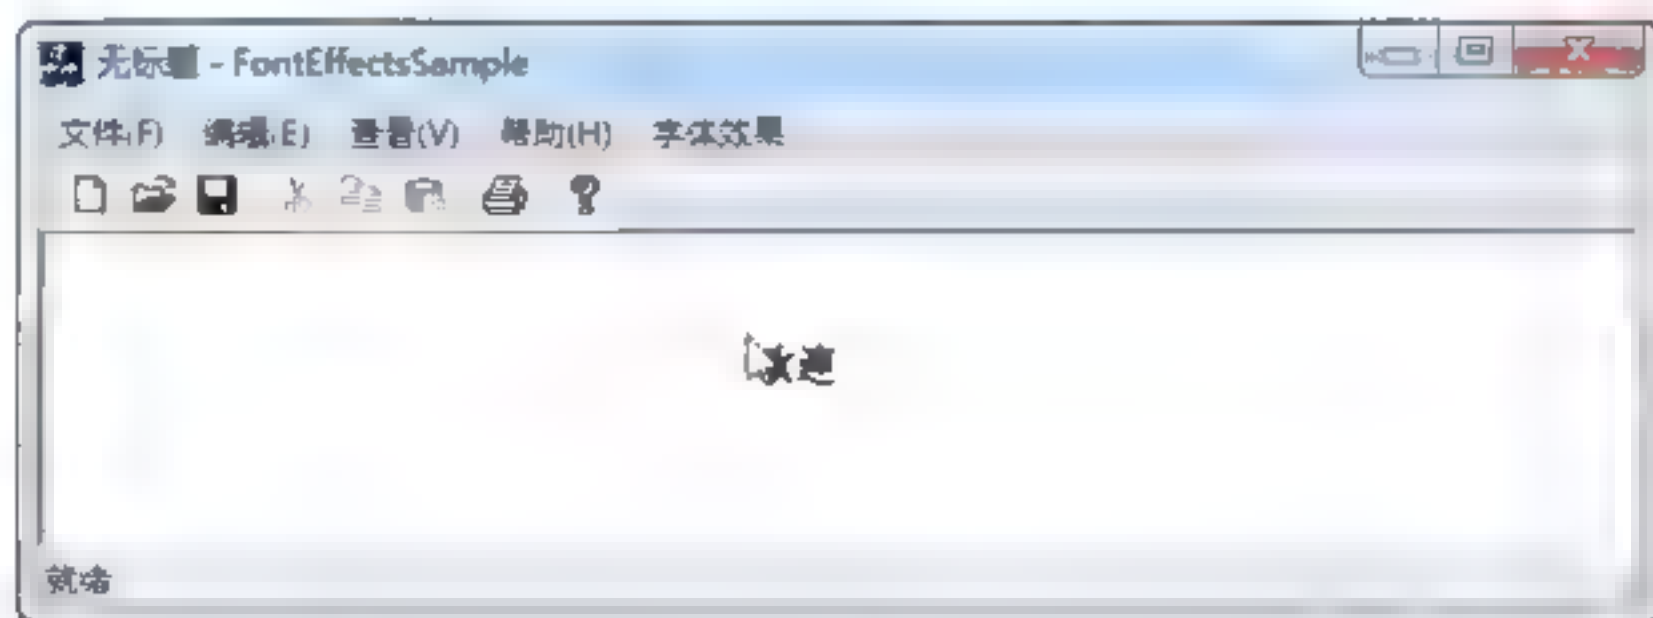 无标题 - FontEffectsSample
文件(F) 编辑(E) 查看(V) 帮助(H) 字体效果
就绪